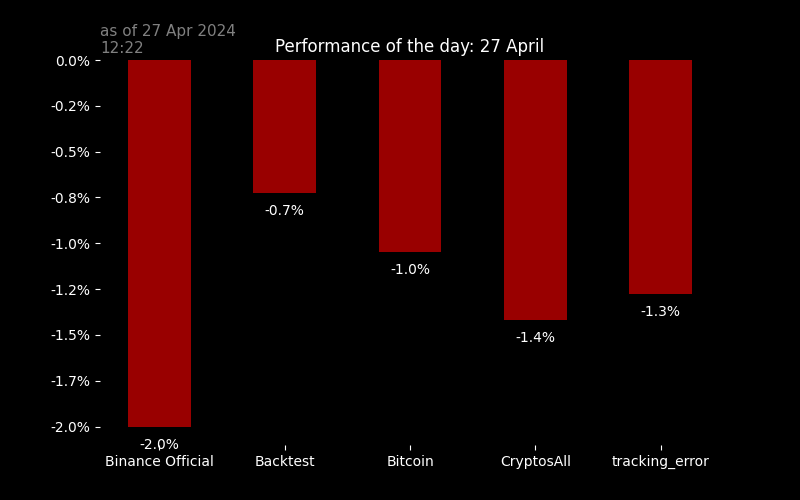 as of 27 Apr 2024
12:22
Performance of the day: 27 April
0.0%
-0.2%
-0.5%
-0.8%
-1.0%
-1.2%
-1.5%
-1.7%
-2.0%
-2.0%
-0.7%
-1.0%
-1.4%
-1.3%
Binance Official
Backtest
Bitcoin
CryptosAll
tracking_error